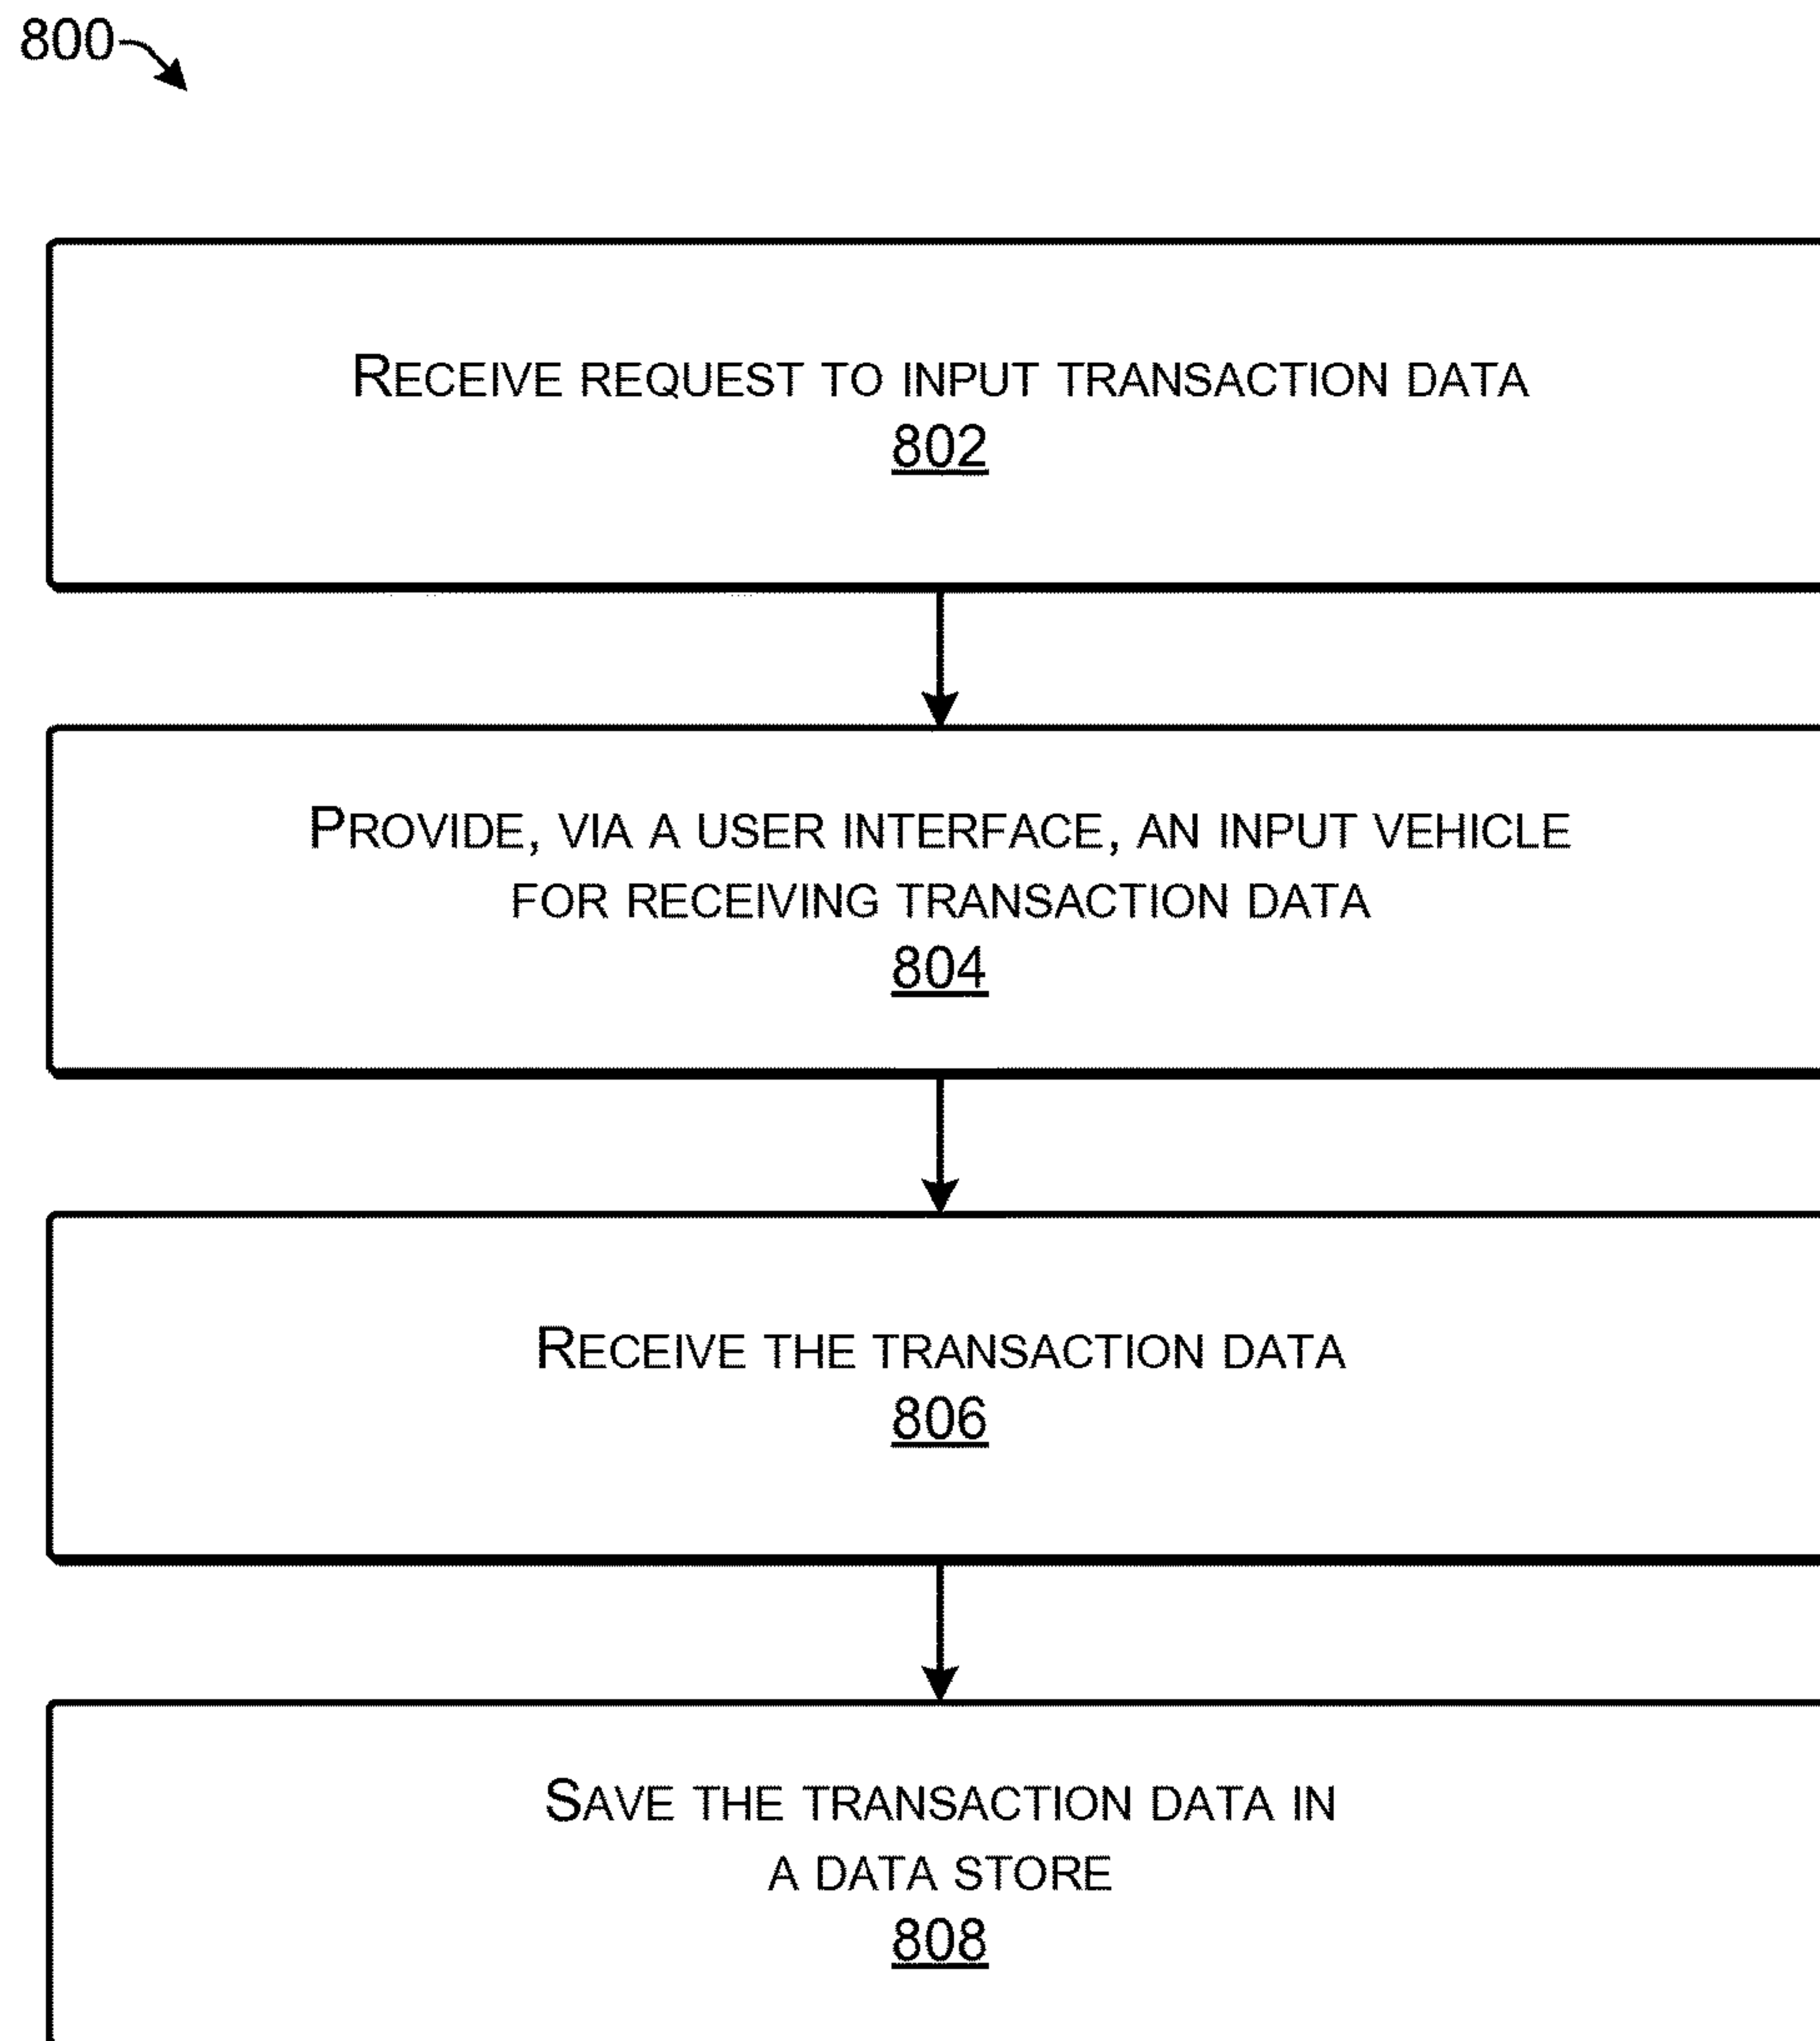 800
RECEIVE REQUEST TO INPUT TRANSACTION DATA
802
PROVIDE, VIA A USER INTERFACE, AN INPUT VEHICLE
FOR RECEIVING TRANSACTION DATA
804
RECEIVE THE TRANSACTION DATA
806
SAVE THE TRANSACTION DATA IN
A DATA STORE
808